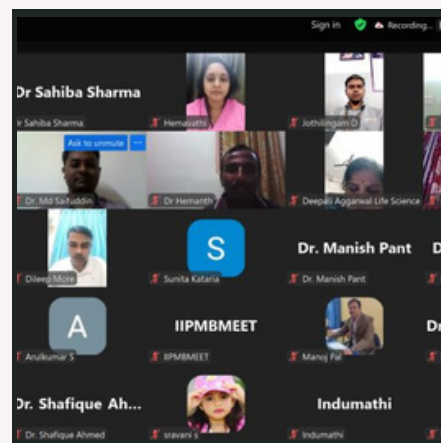 Sign in
Recording...
Dr Sahiba Sharma
Dr Sahiba Sharma
Hemavathi
Jothilingam D
Ask to unmute
Dr. Md Saifuddin
Dr Hemanth
Deepali Aggarwal Life Science
Dileep More
S
Sunita Kataria
Dr. Manish Pant
Dr. Manish Pant
D
A
Arulkumar S
IIPMBMEET
IIPMBMEET
Manoj Pal
Dr
Dr. Shafique Ah...
Dr. Shafique Ahmed
sravani s
Indumathi
Indumathi